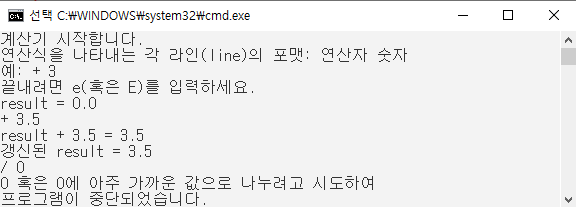 선택 C:₩WINDOWS₩system32₩cmd.exe
계산기 시작합니다.
연산식을 나타내는 각 라인(line)의 포맷: 연산자 숫자
예: + 3
끝내려면 e(혹은 E)를 입력하세요.
result = 0.0
+ 3.5
result + 3.5 = 3.5
갱신된 result = 3.5
/ 0
0 혹은 0에 아주 가까운 값으로 나누려고 시도하여
프로그램이 중단되었습니다.